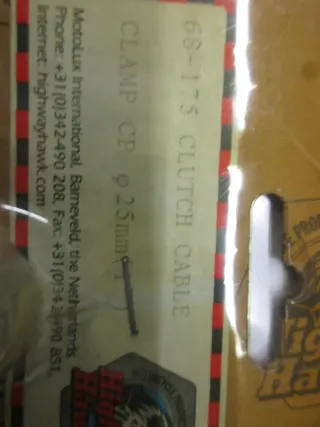 68-175 CLUTCH CABLE
CLAMP CP φ25mm
MotoLux International, Barneveld, the Netherlands
Phone: +31(0)342-490 208, Fax: +31(0)342-490 851,
Internet: highwayhawk.com